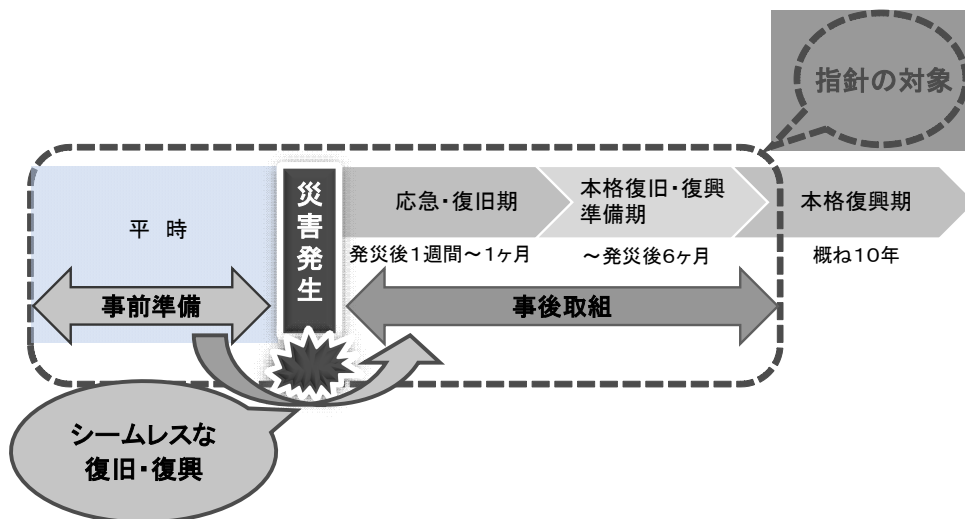 指針の対象
平 時
災害発生
応急・復旧期
本格復旧・復興
準備期
本格復興期
発災後1週間～1ヶ月
～発災後6ヶ月
概ね10年
事前準備
事後取組
シームレスな
復旧・復興